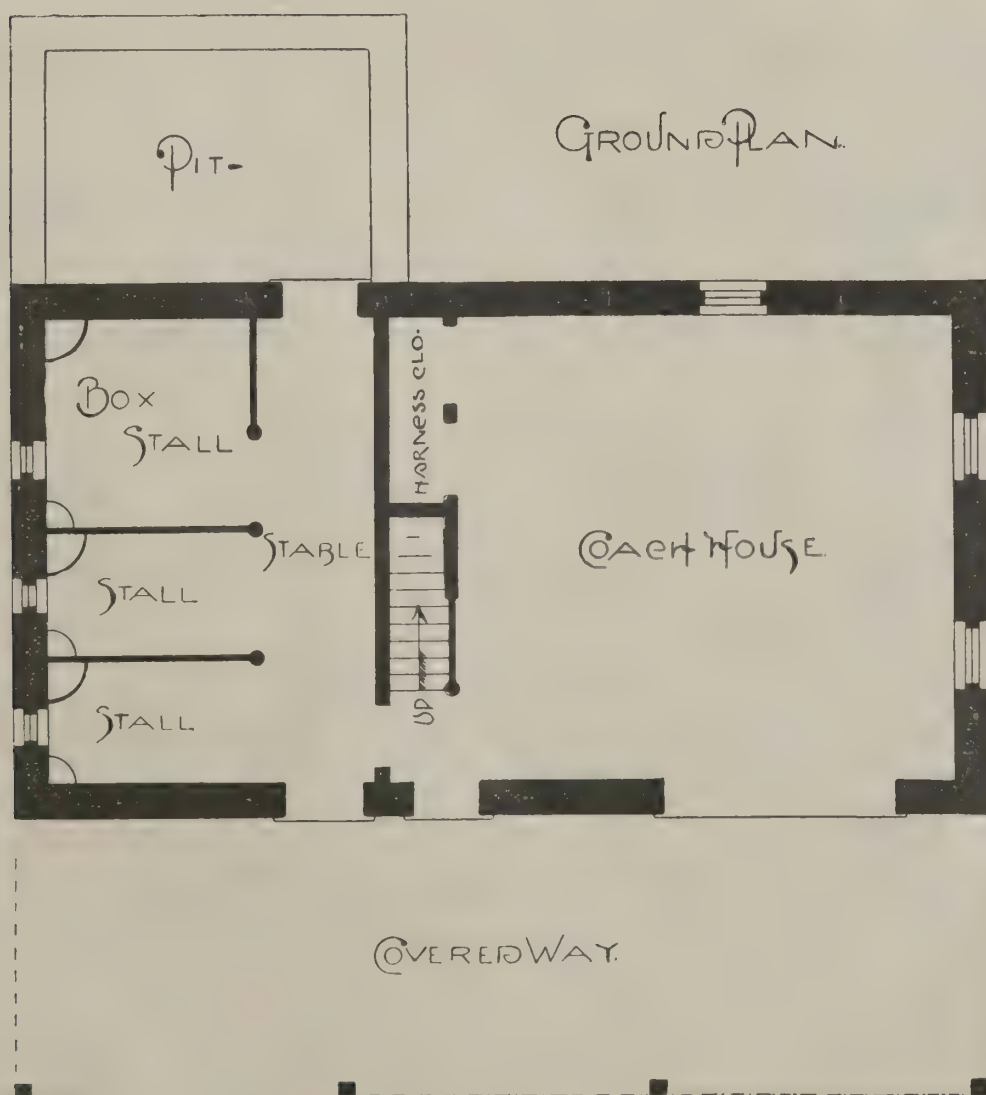 GROUND PLAN.
PIT-
HARNESS CLO.
BOX
STALL
STABLE
COACH HOUSE.
STALL
UP
STALL.
COVERED WAY.